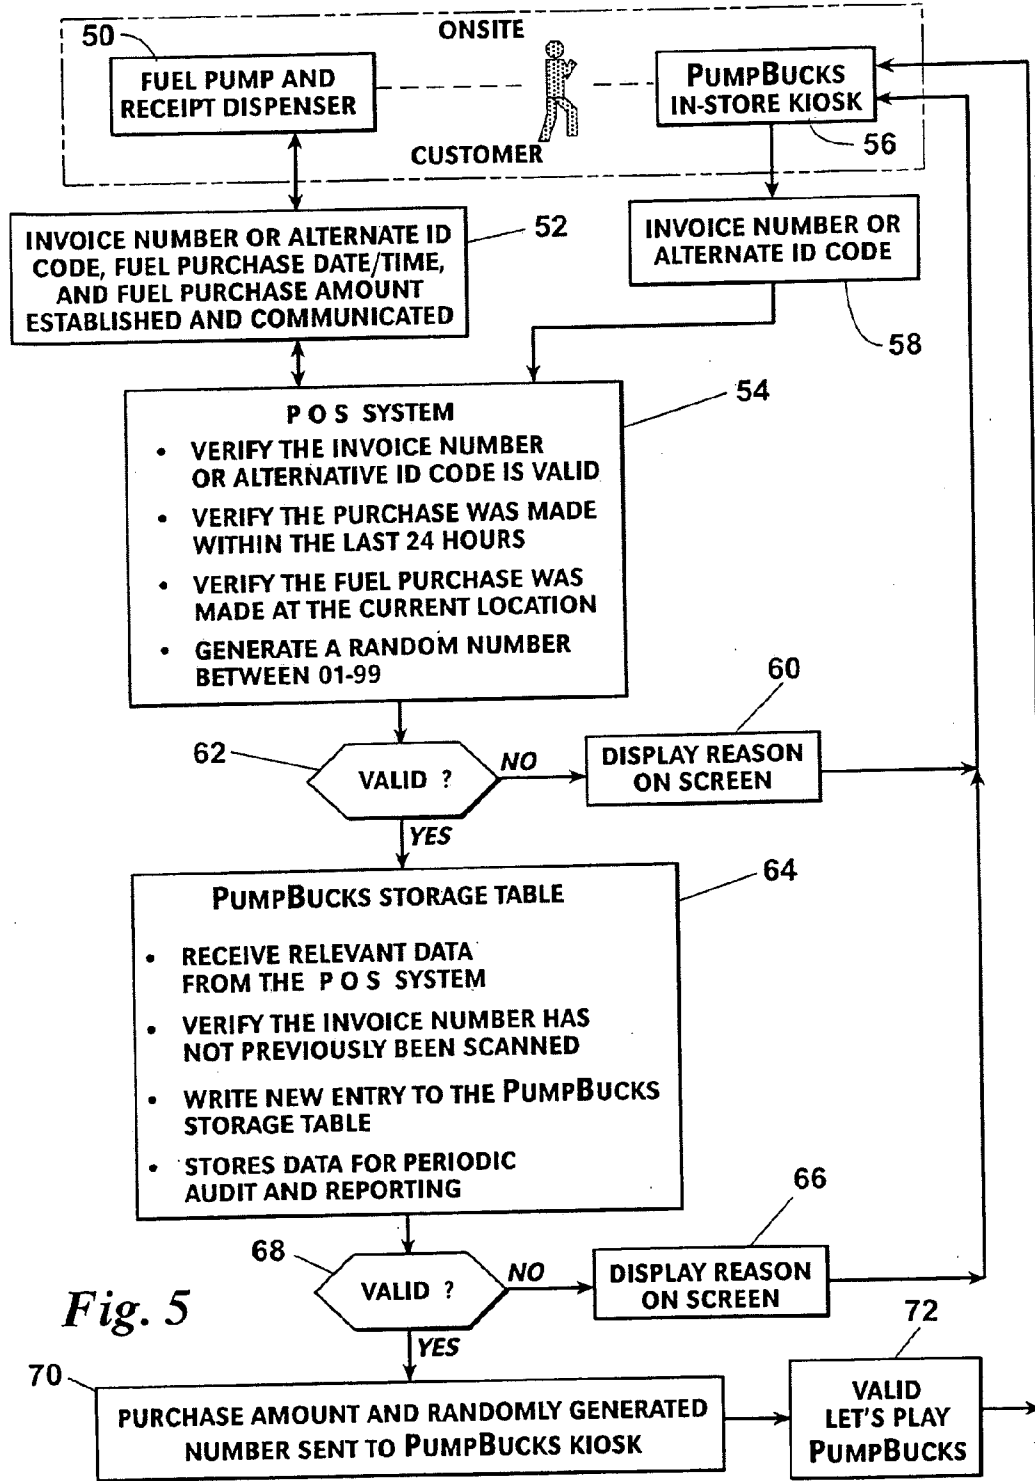 50
ONSITE
FUEL PUMP AND
RECEIPT DISPENSER
PUMPBUCKS
IN-STORE KIOSK
CUSTOMER
56
INVOICE NUMBER OR ALTERNATE ID
CODE, FUEL PURCHASE DATE/TIME,
AND FUEL PURCHASE AMOUNT
ESTABLISHED AND COMMUNICATED
52
INVOICE NUMBER OR
ALTERNATE ID CODE
58
54
P O S SYSTEM
• VERIFY THE INVOICE NUMBER
OR ALTERNATIVE ID CODE IS VALID
• VERIFY THE PURCHASE WAS MADE
WITHIN THE LAST 24 HOURS
• VERIFY THE FUEL PURCHASE WAS
MADE AT THE CURRENT LOCATION
• GENERATE A RANDOM NUMBER
BETWEEN 01-99
60
62
VALID ?
NO
DISPLAY REASON
ON SCREEN
YES
64
PUMPBUCKS STORAGE TABLE
• RECEIVE RELEVANT DATA
FROM THE P O S SYSTEM
• VERIFY THE INVOICE NUMBER HAS
NOT PREVIOUSLY BEEN SCANNED
• WRITE NEW ENTRY TO THE PUMPBUCKS
STORAGE TABLE
• STORES DATA FOR PERIODIC
AUDIT AND REPORTING
66
68
VALID ?
NO
DISPLAY REASON
ON SCREEN
Fig. 5
YES
72
70
PURCHASE AMOUNT AND RANDOMLY GENERATED
NUMBER SENT TO PUMPBUCKS KIOSK
VALID
LET'S PLAY
PUMPBUCKS